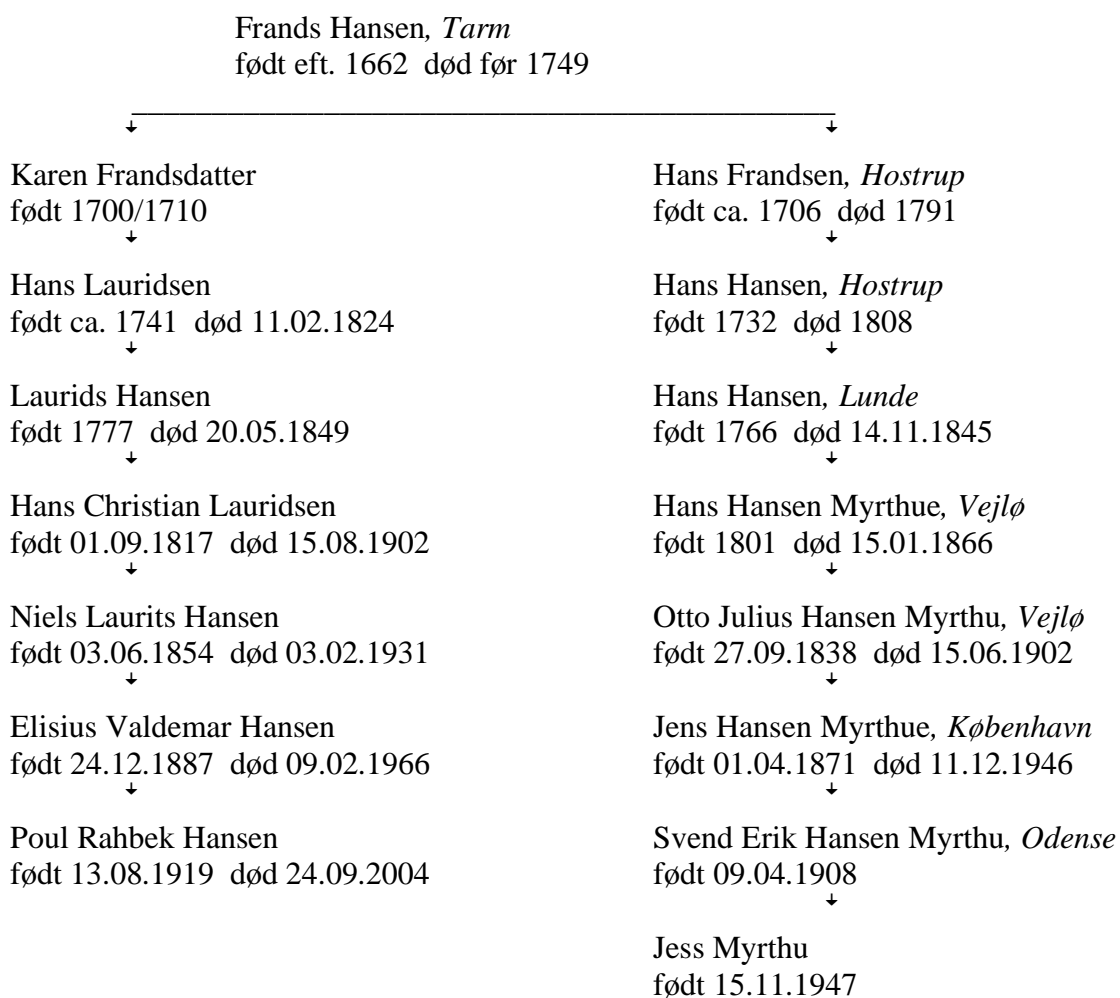 Frands Hansen, Tarm
født eft. 1662 død før 1749
Karen Frandsdatter
født 1700/1710
Hans Lauridsen
født ca. 1741 død 11.02.1824
Laurids Hansen
født 1777 død 20.05.1849
Hans Christian Lauridsen
født 01.09.1817 død 15.08.1902
Niels Laurits Hansen
født 03.06.1854 død 03.02.1931
Elisius Valdemar Hansen
født 24.12.1887 død 09.02.1966
Poul Rahbek Hansen
født 13.08.1919 død 24.09.2004
Hans Frandsen, Hostrup
født ca. 1706 død 1791
Hans Hansen, Hostrup
født 1732 død 1808
Hans Hansen, Lunde
født 1766 død 14.11.1845
Hans Hansen Myrthue, Vejlø
født 1801 død 15.01.1866
Otto Julius Hansen Myrthu, Vejlø
født 27.09.1838 død 15.06.1902
Jens Hansen Myrthue, København
født 01.04.1871 død 11.12.1946
Svend Erik Hansen Myrthu, Odense
født 09.04.1908
Jess Myrthu
født 15.11.1947